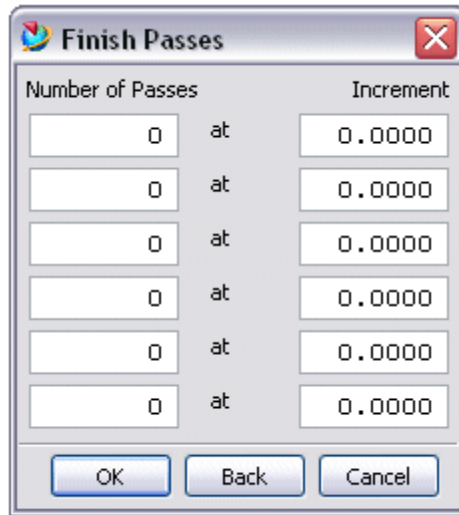 Finish Passes
Number of Passes Increment
0 at 0.0000
0 at 0.0000
0 at 0.0000
0 at 0.0000
0 at 0.0000
0 at 0.0000
OK Back Cancel